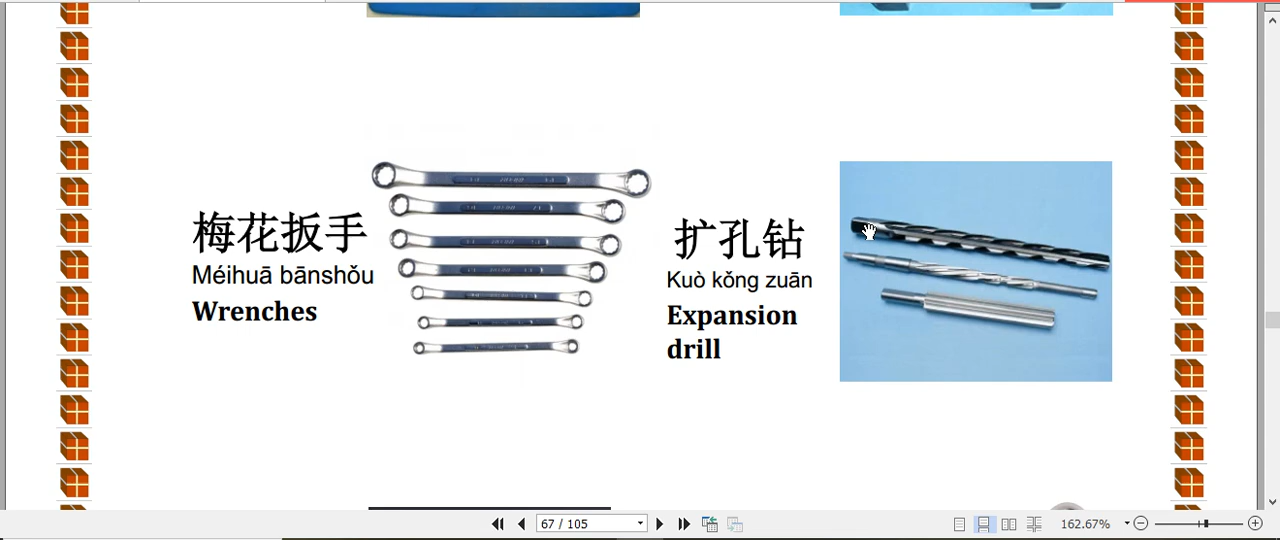 梅花扳手
Méihuā bānshǒu
Wrenches
扩孔钻
Kuò kǒng zuān
Expansion
drill
67 / 105
162.67%